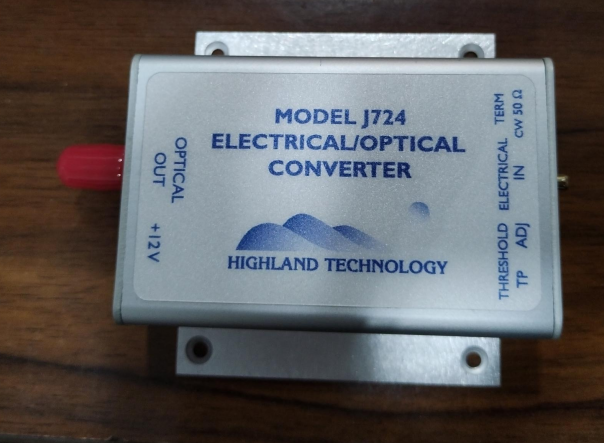 MODEL J724
ELECTRICAL/OPTICAL
CONVERTER
HIGHLAND TECHNOLOGY
OPTICAL
OUT
+12V
THRESHOLD
TP ADJ
ELECTRICAL
IN
TERM
CW 50 Ω